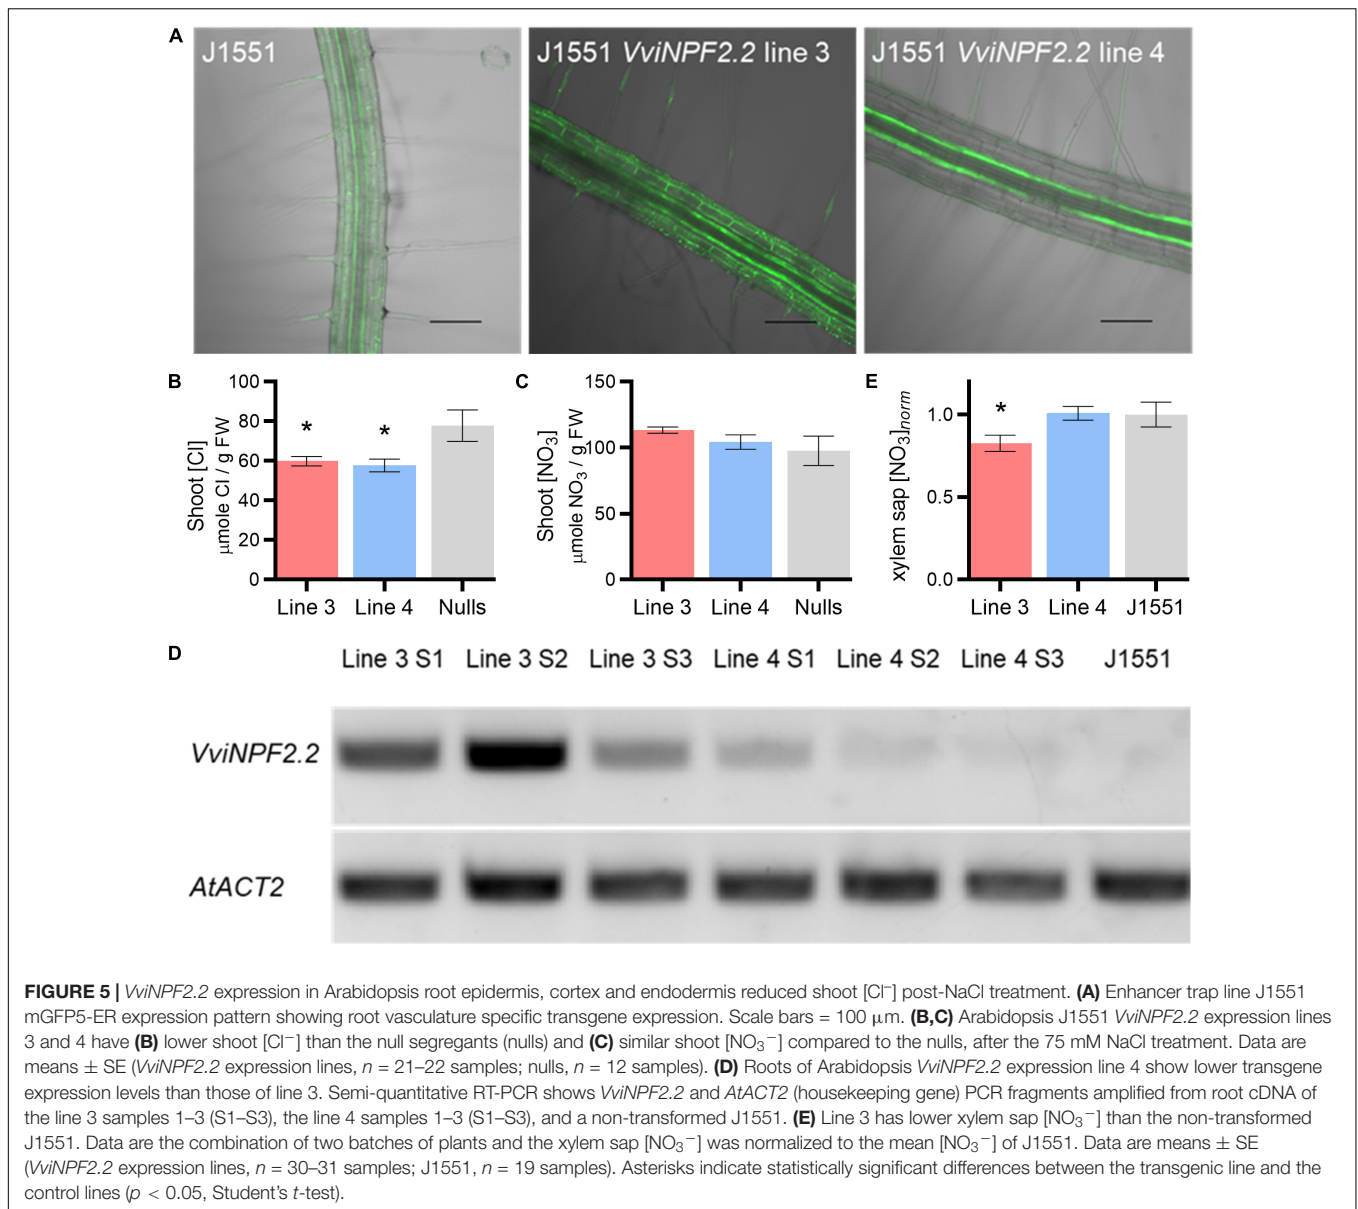 A
J1551
J1551 VviNPF2.2 line 3
J1551 VviNPF2.2 line 4
B
Shoot [Cl]
µmole Cl / g FW
100
80
60
40
20
0
*
*
Line 3
Line 4
Nulls
C
Shoot [NO3]
µmole NO3 / g FW
150
100
50
0
Line 3
Line 4
Nulls
E
xylem sap [NO3]norm
1.0
0.5
0.0
*
Line 3
Line 4
J1551
D
Line 3 S1 Line 3 S2 Line 3 S3 Line 4 S1 Line 4 S2 Line 4 S3 J1551
VviNPF2.2
AtACT2
FIGURE 5 | VviNPF2.2 expression in Arabidopsis root epidermis, cortex and endodermis reduced shoot [Cl−] post-NaCl treatment. (A) Enhancer trap line J1551
mGFP5-ER expression pattern showing root vasculature specific transgene expression. Scale bars = 100 µm. (B,C) Arabidopsis J1551 VviNPF2.2 expression lines
3 and 4 have (B) lower shoot [Cl−] than the null segregants (nulls) and (C) similar shoot [NO3−] compared to the nulls, after the 75 mM NaCl treatment. Data are
means ± SE (VviNPF2.2 expression lines, n = 21–22 samples; nulls, n = 12 samples). (D) Roots of Arabidopsis VviNPF2.2 expression line 4 show lower transgene
expression levels than those of line 3. Semi-quantitative RT-PCR shows VviNPF2.2 and AtACT2 (housekeeping gene) PCR fragments amplified from root cDNA of
the line 3 samples 1–3 (S1–S3), the line 4 samples 1–3 (S1–S3), and a non-transformed J1551. (E) Line 3 has lower xylem sap [NO3−] than the non-transformed
J1551. Data are the combination of two batches of plants and the xylem sap [NO3−] was normalized to the mean [NO3−] of J1551. Data are means ± SE
(VviNPF2.2 expression lines, n = 30–31 samples; J1551, n = 19 samples). Asterisks indicate statistically significant differences between the transgenic line and the
control lines (p < 0.05, Student's t-test).